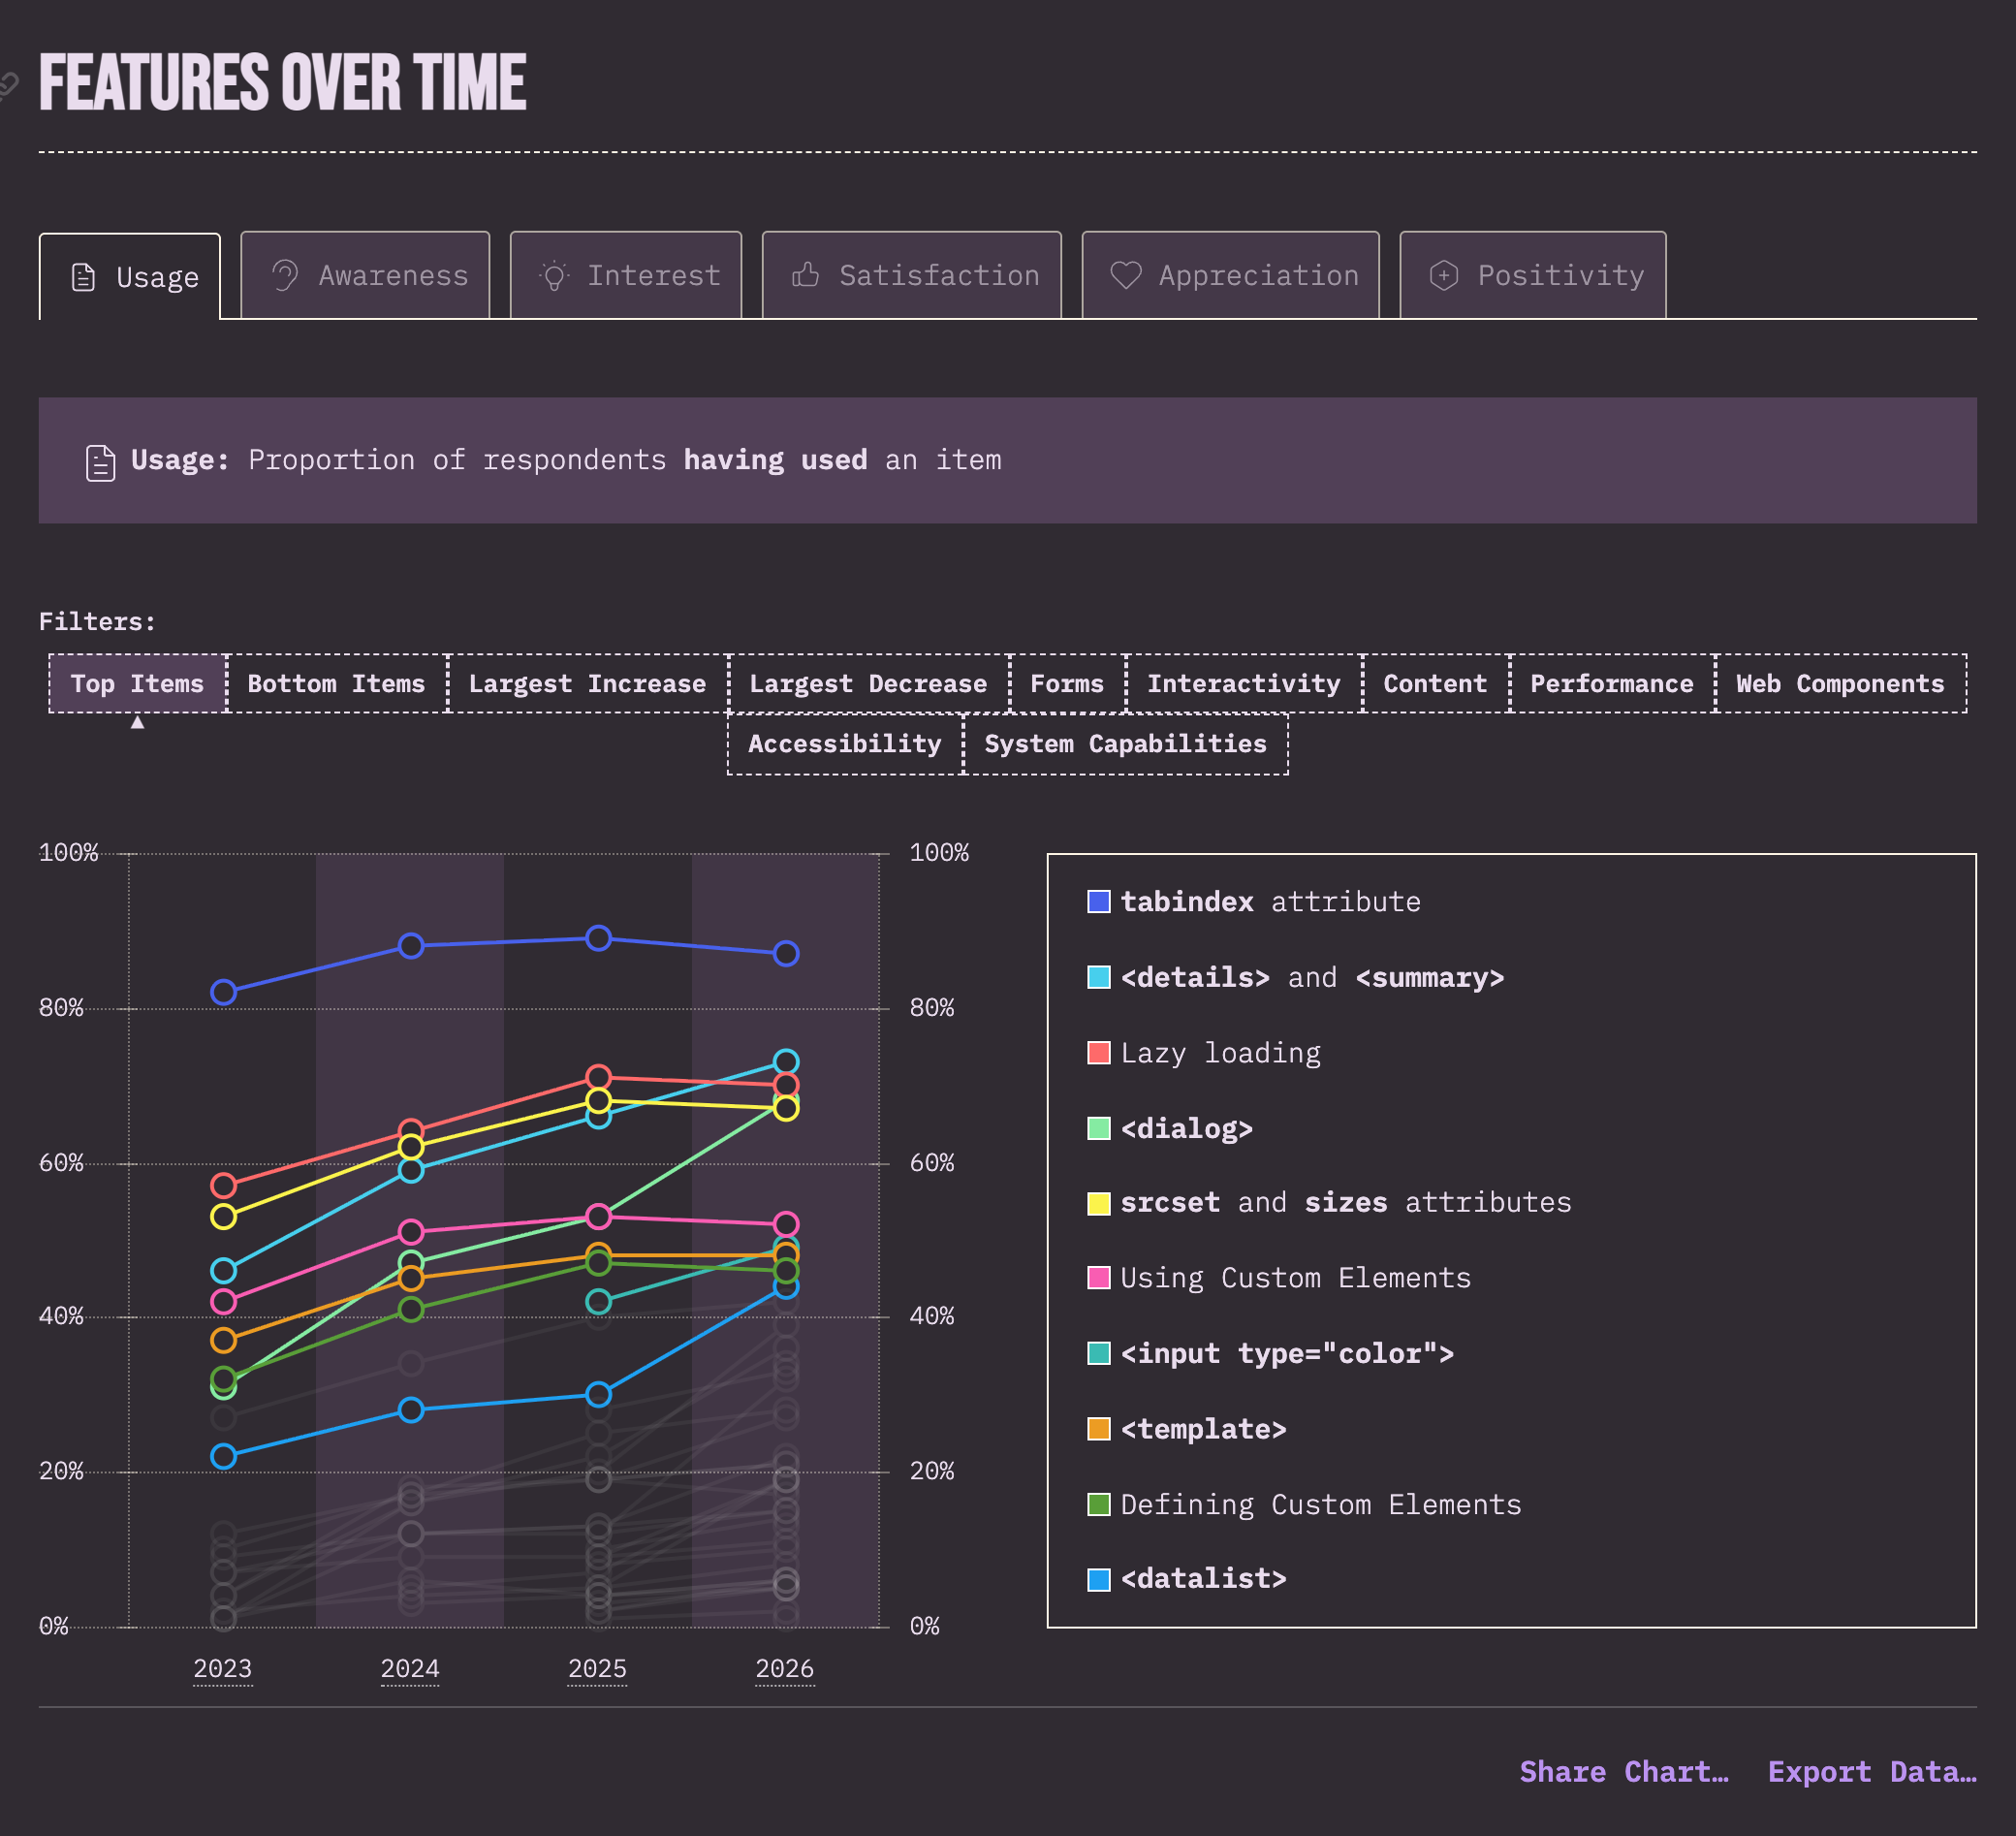 FEATURES OVER TIME
Usage
Awareness
Interest
Satisfaction
Appreciation
Positivity
Usage: Proportion of respondents having used an item
Filters:
Top Items
Bottom Items
Largest Increase
Largest Decrease
Forms
Interactivity
Content
Performance
Web Components
Accessibility
System Capabilities
100%
80%
60%
40%
20%
0%
100%
80%
60%
40%
20%
0%
2023
2024
2025
2026
tabindex attribute
<details> and <summary>
Lazy loading
<dialog>
srcset and sizes attributes
Using Custom Elements
<input type="color">
<template>
Defining Custom Elements
<datalist>
Share Chart…
Export Data…